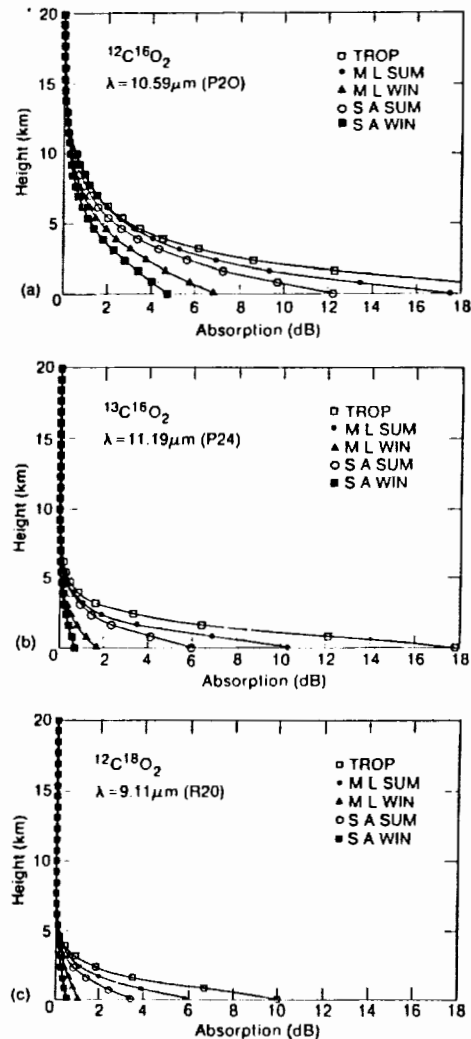 20
¹²C¹⁶O₂
λ = 10.59μm (P2O)
TROP
M L SUM
M L WIN
S A SUM
S A WIN
15
10
5
0
Height (km)
(a)
0 2 4 6 8 10 12 14 16 18
Absorption (dB)
20
¹³C¹⁶O₂
λ = 11.19μm (P24)
TROP
M L SUM
M L WIN
S A SUM
S A WIN
15
10
5
0
Height (km)
(b)
0 2 4 6 8 10 12 14 16 18
Absorption (dB)
20
¹²C¹⁸O₂
λ = 9.11μm (R20)
TROP
M L SUM
M L WIN
S A SUM
S A WIN
15
10
5
0
Height (km)
(c)
0 2 4 6 8 10 12 14 16 18
Absorption (dB)